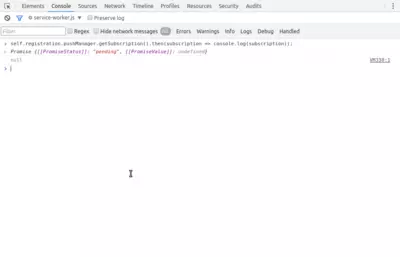 Elements Console Sources Network Timeline Profiles Resources Security Audits
service-worker.js Preserve log
Filter Regex Hide network messages All Errors Warnings Info Logs Debug Handled
self.registration.pushManager.getSubscription().then(subscription => console.log(subscription));
Promise {[[PromiseStatus]]: "pending", [[PromiseValue]]: undefined}
null